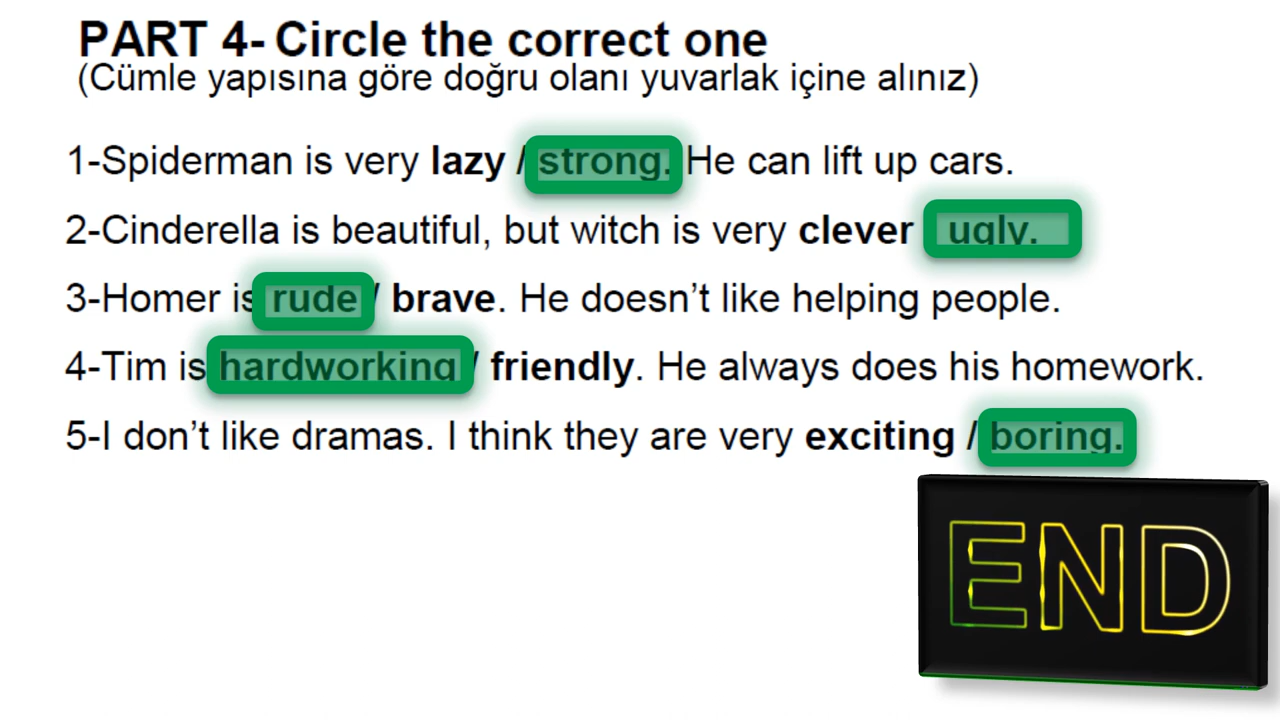 PART 4- Circle the correct one
(Cümle yapısına göre doğru olanı yuvarlak içine alınız)
1-Spiderman is very lazy / strong. He can lift up cars.
2-Cinderella is beautiful, but witch is very clever ugly.
3-Homer is rude / brave. He doesn’t like helping people.
4-Tim is hardworking / friendly. He always does his homework.
5-I don’t like dramas. I think they are very exciting / boring.
END